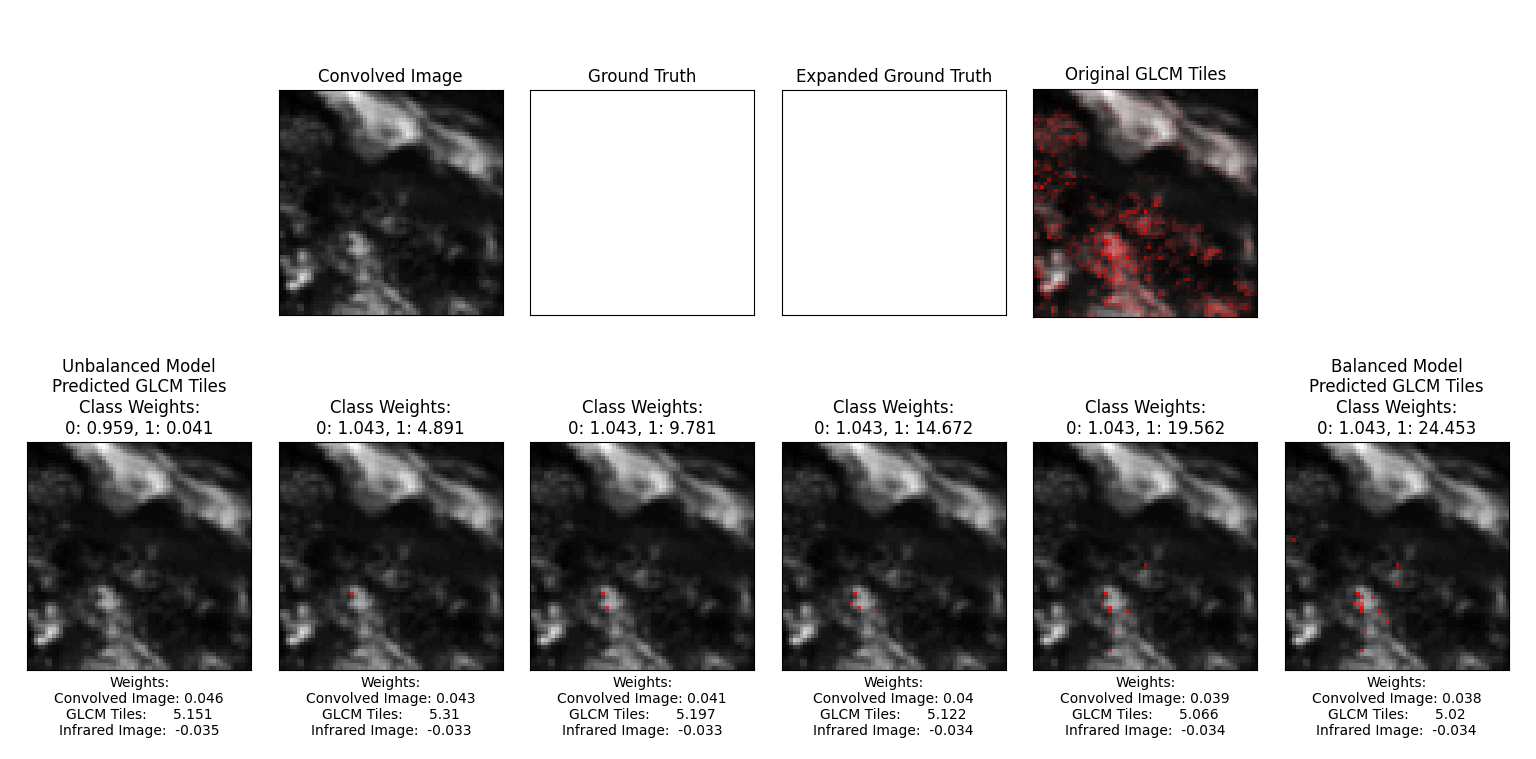 Convolved Image
Ground Truth
Expanded Ground Truth
Original GLCM Tiles
Unbalanced Model
Predicted GLCM Tiles
Class Weights:
0: 0.959, 1: 0.041
Class Weights:
0: 1.043, 1: 4.891
Class Weights:
0: 1.043, 1: 9.781
Class Weights:
0: 1.043, 1: 14.672
Class Weights:
0: 1.043, 1: 19.562
Balanced Model
Predicted GLCM Tiles
Class Weights:
0: 1.043, 1: 24.453
Weights:
Convolved Image: 0.046
GLCM Tiles: 5.151
Infrared Image: -0.035
Weights:
Convolved Image: 0.043
GLCM Tiles: 5.31
Infrared Image: -0.033
Weights:
Convolved Image: 0.041
GLCM Tiles: 5.197
Infrared Image: -0.033
Weights:
Convolved Image: 0.04
GLCM Tiles: 5.122
Infrared Image: -0.034
Weights:
Convolved Image: 0.039
GLCM Tiles: 5.066
Infrared Image: -0.034
Weights:
Convolved Image: 0.038
GLCM Tiles: 5.02
Infrared Image: -0.034